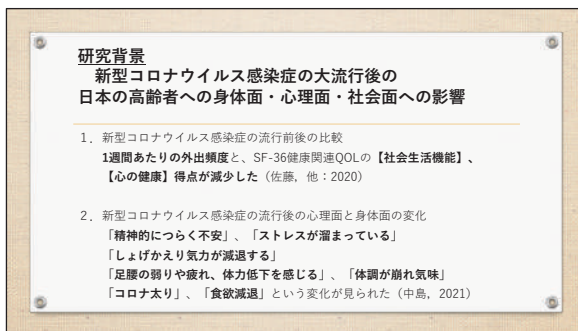 研究背景
新型コロナウイルス感染症の大流行後の
日本の高齢者への身体面・心理面・社会面への影響
1．新型コロナウイルス感染症の流行前後の比較
1週間あたりの外出頻度と、SF-36健康関連QOLの【社会生活機能】、
【心の健康】得点が減少した（佐藤，他：2020）
2．新型コロナウイルス感染症の流行後の心理面と身体面の変化
「精神的につらく不安」、「ストレスが溜まっている」
「しょげかえり気力が減退する」
「足腰の弱りや疲れ、体力低下を感じる」、「体調が崩れ気味」
「コロナ太り」、「食欲減退」という変化が見られた（中島，2021）